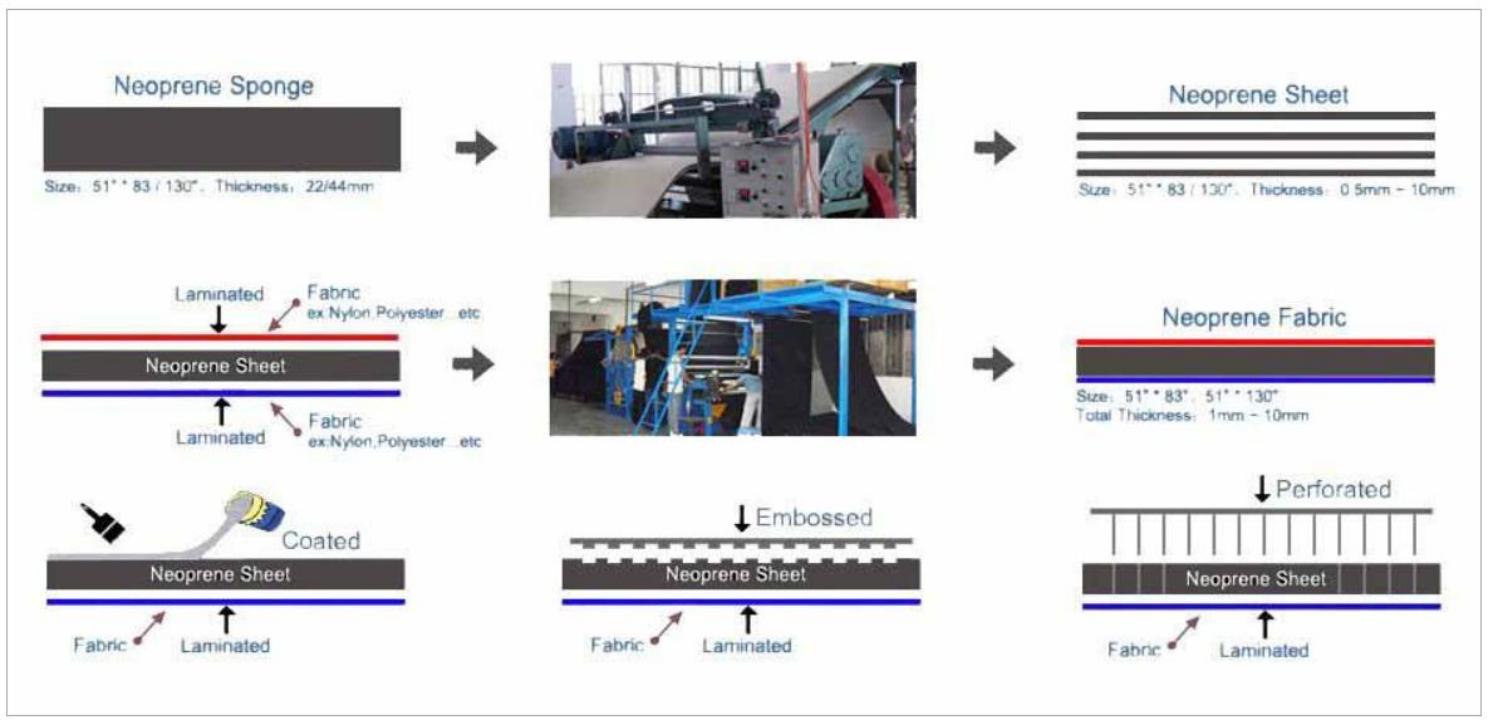 Neoprene Sponge
Size: 51" * 83 / 130". Thickness: 22/44mm
Neoprene Sheet
Size: 51" * 83 / 130". Thickness: 0.5mm - 10mm
Laminated
Fabric
ex:Nylon,Polyester...etc
Neoprene Sheet
Laminated
Fabric
ex:Nylon,Polyester...etc
Neoprene Fabric
Size: 51" * 83". 51" * 130"
Total Thickness: 1mm - 10mm
Coated
Neoprene Sheet
Fabric
Laminated
Embossed
Neoprene Sheet
Fabric
Laminated
Perforated
Neoprene Sheet
Fabric
Laminated